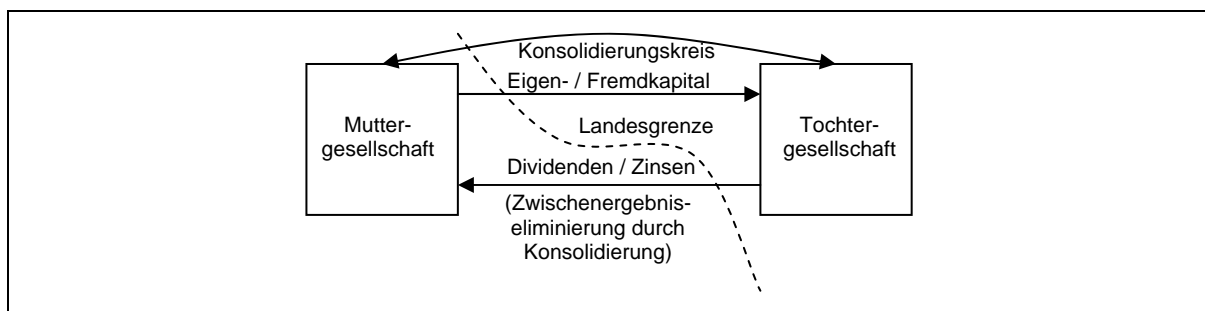 Konsolidierungskreis
Eigen- / Fremdkapital
Mutter-
gesellschaft
Landesgrenze
Tochter-
gesellschaft
Dividenden / Zinsen
(Zwischenergebnis-
eliminierung durch
Konsolidierung)